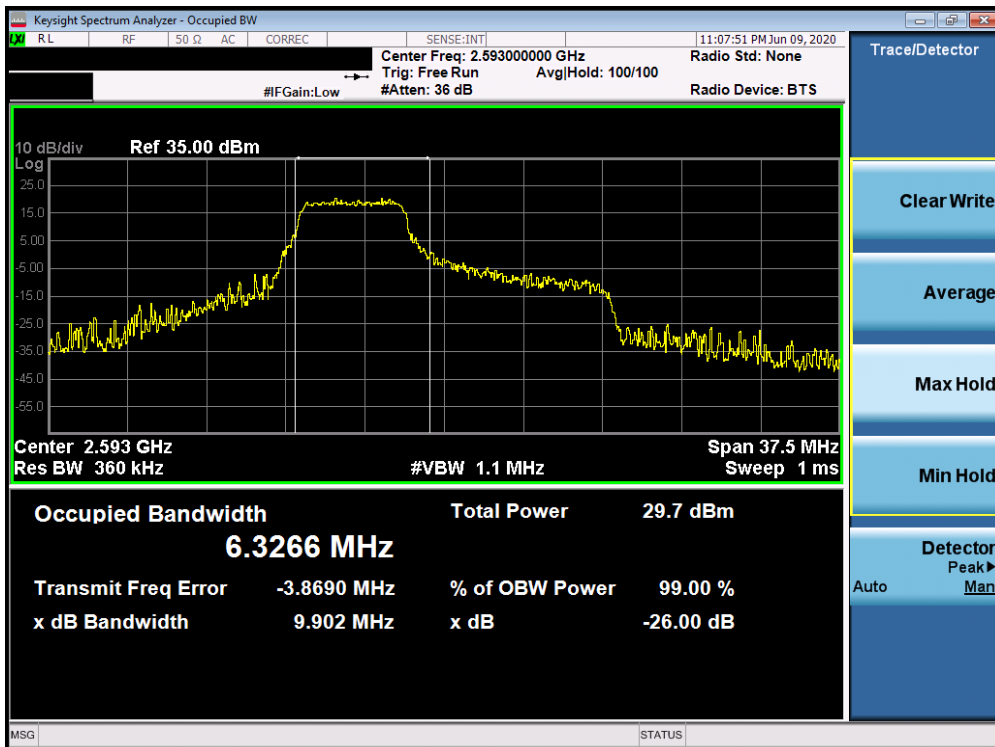 Keysight Spectrum Analyzer - Occupied BW
LXI RL RF 50 Ω AC CORREC SENSE:INT 11:07:51 PM Jun 09, 2020
Center Freq: 2.593000000 GHz Radio Std: None
Trig: Free Run Avg|Hold: 100/100
#IFGain:Low #Atten: 36 dB Radio Device: BTS
Trace/Detector
10 dB/div Ref 35.00 dBm
Log
25.0
15.0
5.00
-5.00
-15.0
-25.0
-35.0
-45.0
-55.0
Center 2.593 GHz Span 37.5 MHz
Res BW 360 kHz #VBW 1.1 MHz Sweep 1 ms
Occupied Bandwidth Total Power 29.7 dBm
6.3266 MHz
Transmit Freq Error -3.8690 MHz % of OBW Power 99.00 %
x dB Bandwidth 9.902 MHz x dB -26.00 dB
Clear Write
Average
Max Hold
Min Hold
Detector
Peak▶
Auto Man
MSG STATUS